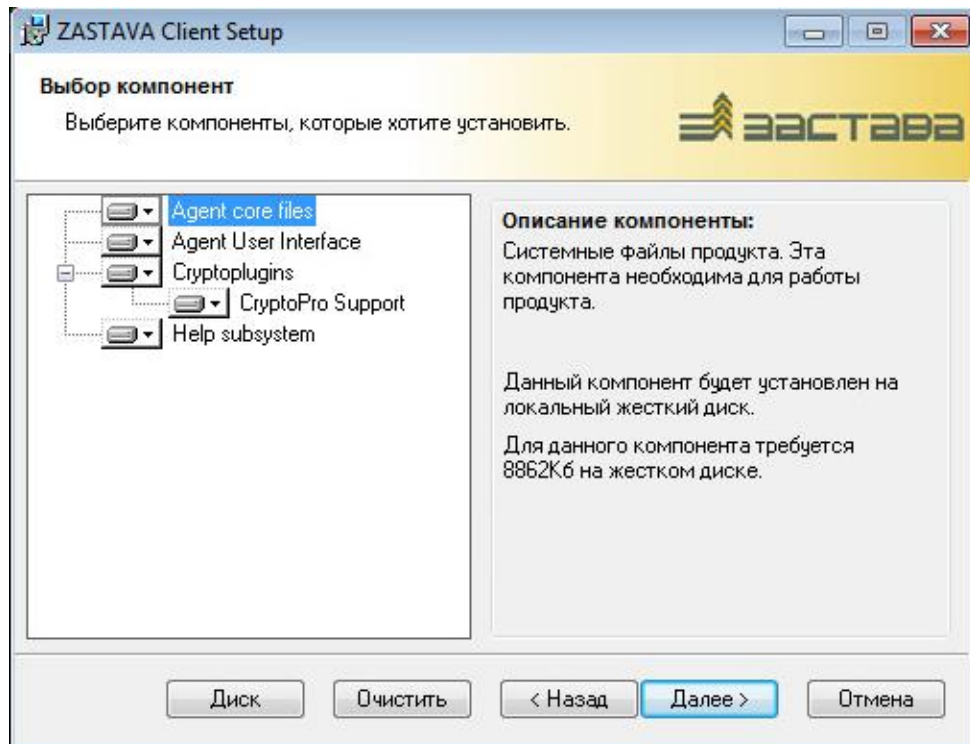 ZASTAVA Client Setup
Выбор компонент
Выберите компоненты, которые хотите установить.
застава
Agent core files
Agent User Interface
Cryptoplugins
CryptoPro Support
Help subsystem
Описание компоненты:
Системные файлы продукта. Эта
компонента необходима для работы
продукта.
Данный компонент будет установлен на
локальный жесткий диск.
Для данного компонента требуется
8862Кб на жестком диске.
Диск
Очистить
< Назад
Далее >
Отмена